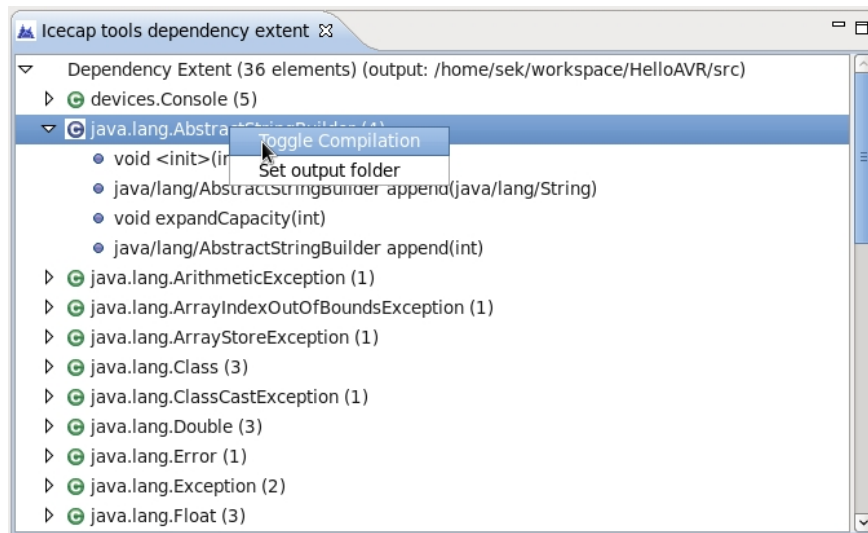 Icecap tools dependency extent
Dependency Extent (36 elements) (output: /home/sek/workspace/HelloAVR/src)
devices.Console (5)
java.lang.AbstractStringBuilder (4)
Toggle Compilation
void <init>(
Set output folder
java/lang/AbstractStringBuilder append(java/lang/String)
void expandCapacity(int)
java/lang/AbstractStringBuilder append(int)
java.lang.ArithmeticException (1)
java.lang.ArrayIndexOutOfBoundsException (1)
java.lang.ArrayStoreException (1)
java.lang.Class (3)
java.lang.ClassCastException (1)
java.lang.Double (3)
java.lang.Error (1)
java.lang.Exception (2)
java.lang.Float (3)